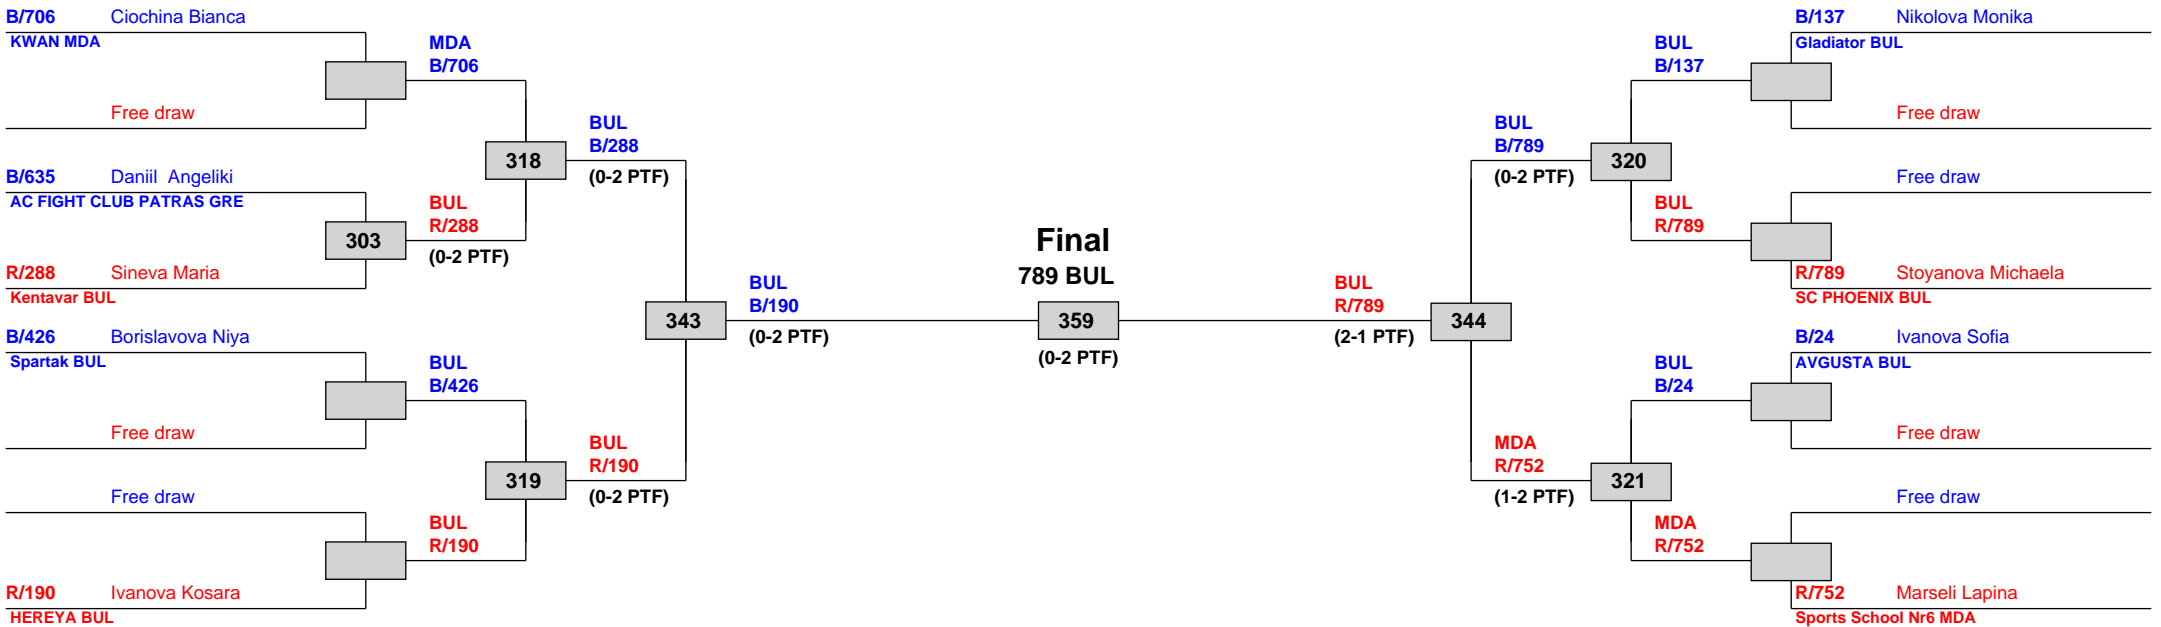 B/706 Ciochina Bianca
KWAN MDA
Free draw
B/635 Daniil Angeliki
AC FIGHT CLUB PATRAS GRE
R/288 Sineva Maria
Kentavar BUL
B/426 Borislavova Niya
Spartak BUL
Free draw
Free draw
R/190 Ivanova Kosara
HEREYA BUL
MDA
B/706
303
BUL
R/288
(0-2 PTF)
BUL
B/426
BUL
R/190
318
BUL
B/288
(0-2 PTF)
319
BUL
R/190
(0-2 PTF)
343
BUL
B/190
(0-2 PTF)
Final
789 BUL
359
(0-2 PTF)
BUL
R/789
(2-1 PTF)
344
BUL
B/789
(0-2 PTF)
320
MDA
R/752
(1-2 PTF)
321
BUL
B/137
BUL
R/789
BUL
B/24
MDA
R/752
B/137 Nikolova Monika
Gladiator BUL
Free draw
Free draw
R/789 Stoyanova Michaela
SC PHOENIX BUL
B/24 Ivanova Sofia
AVGUSTA BUL
Free draw
Free draw
R/752 Marseli Lapina
Sports School Nr6 MDA